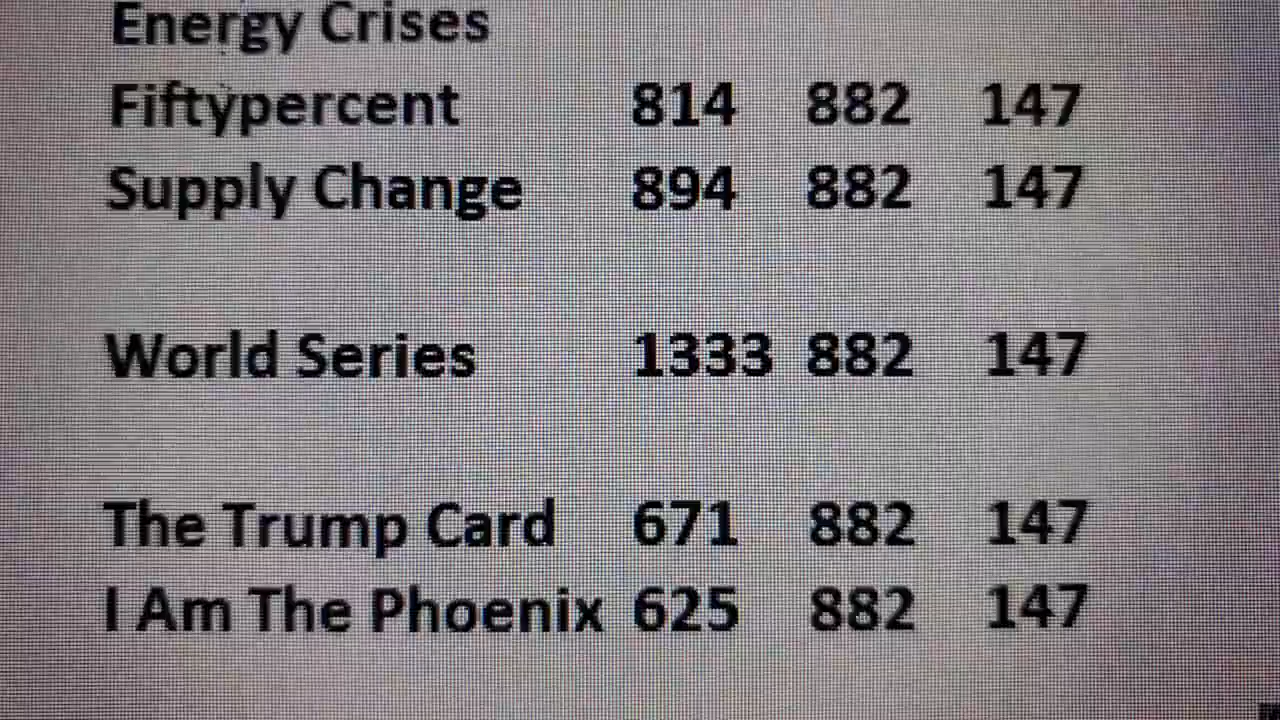 Energy Crises
Fiftypercent 814 882 147
Supply Change 894 882 147
World Series 1333 882 147
The Trump Card 671 882 147
I Am The Phoenix 625 882 147